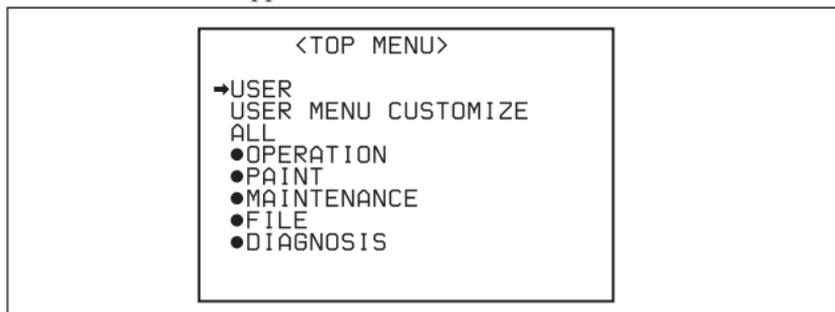 <TOP MENU>
➡USER
USER MENU CUSTOMIZE
ALL
●OPERATION
●PAINT
●MAINTENANCE
●FILE
●DIAGNOSIS